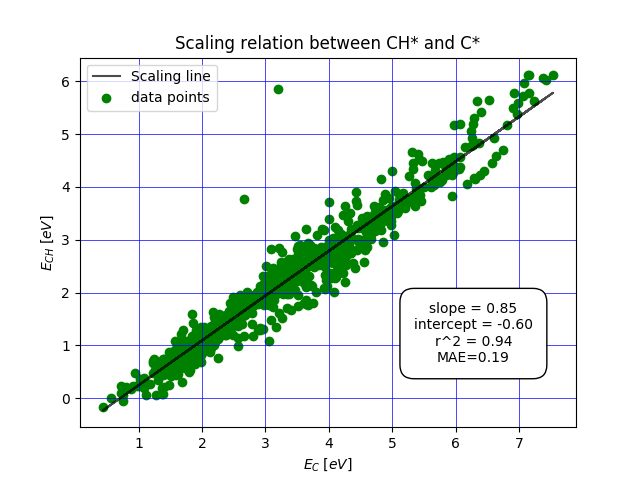 Scaling relation between CH* and C*
Scaling line
data points
6
5
4
3
2
1
0
E_CH [eV]
slope = 0.85
intercept = -0.60
r^2 = 0.94
MAE=0.19
1 2 3 4 5 6 7
E_C [eV]